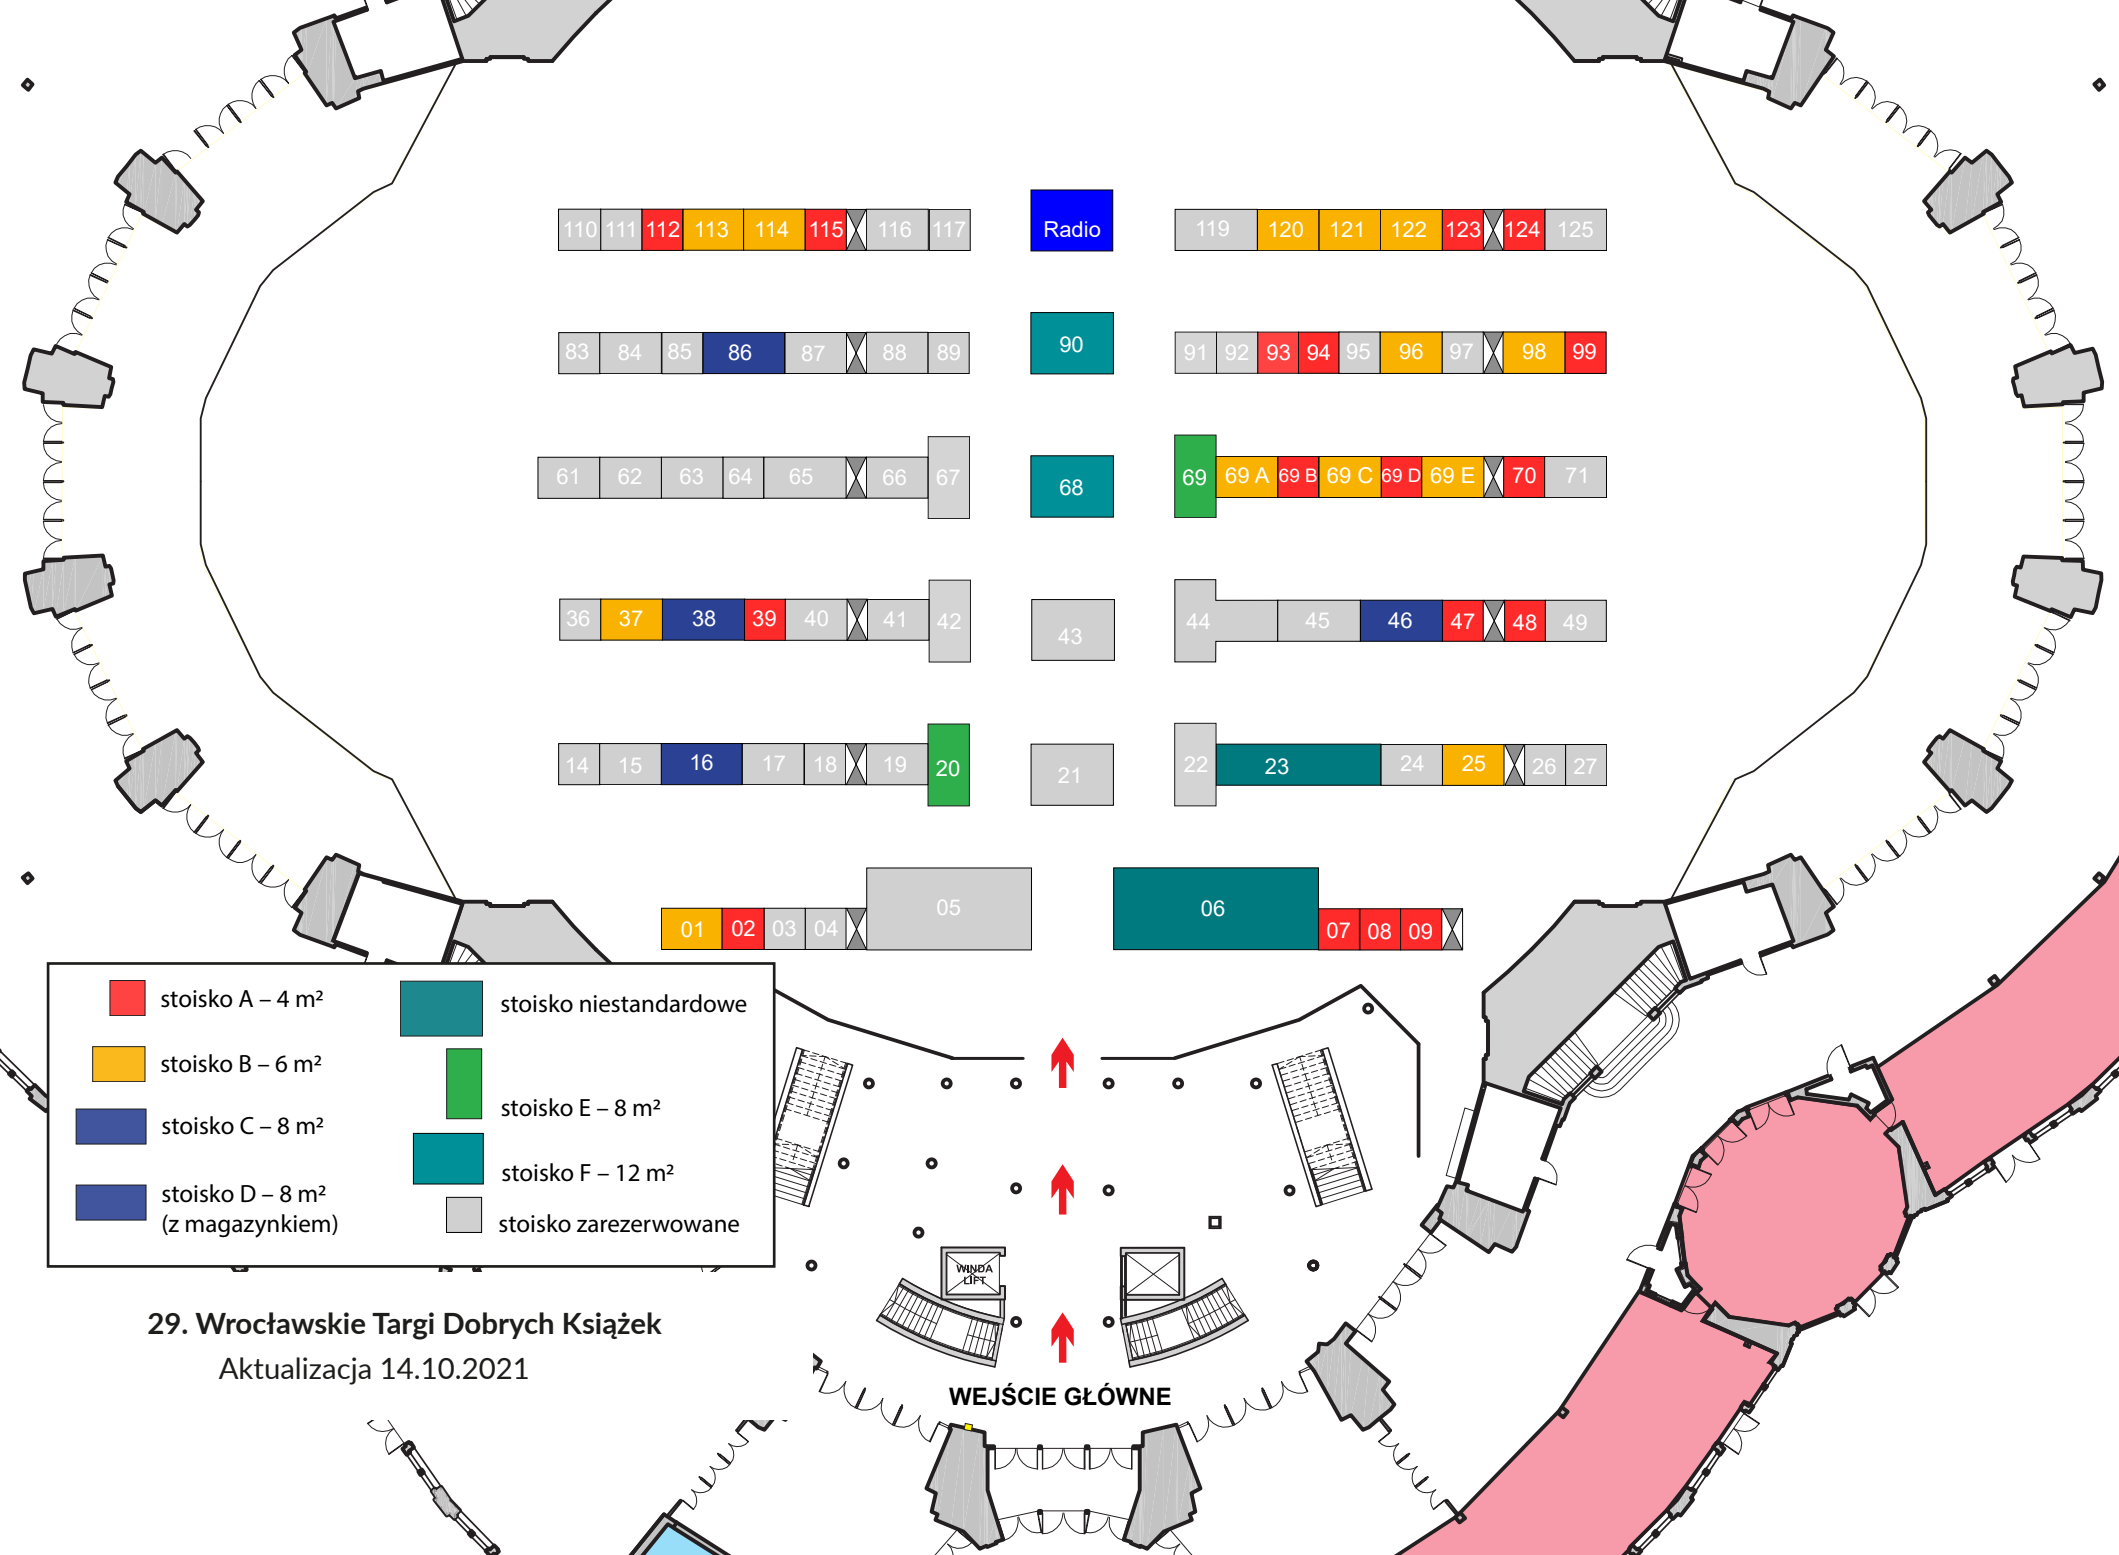 110 111 112 113 114 115 116 117 Radio 119 120 121 122 123 124 125
83 84 85 86 87 88 89 90 91 92 93 94 95 96 97 98 99
61 62 63 64 65 66 67 68 69 69 A 69 B 69 C 69 D 69 E 70 71
36 37 38 39 40 41 42 43 44 45 46 47 48 49
14 15 16 17 18 19 20 21 22 23 24 25 26 27
01 02 03 04 05 06 07 08 09
stoisko A – 4 m²
stoisko B – 6 m²
stoisko C – 8 m²
stoisko D – 8 m²
(z magazynkiem)
stoisko niestandardowe
stoisko E – 8 m²
stoisko F – 12 m²
stoisko zarezerwowane
WINDA
LIFT
29. Wrocławskie Targi Dobrych Książek
Aktualizacja 14.10.2021
WEJŚCIE GŁÓWNE